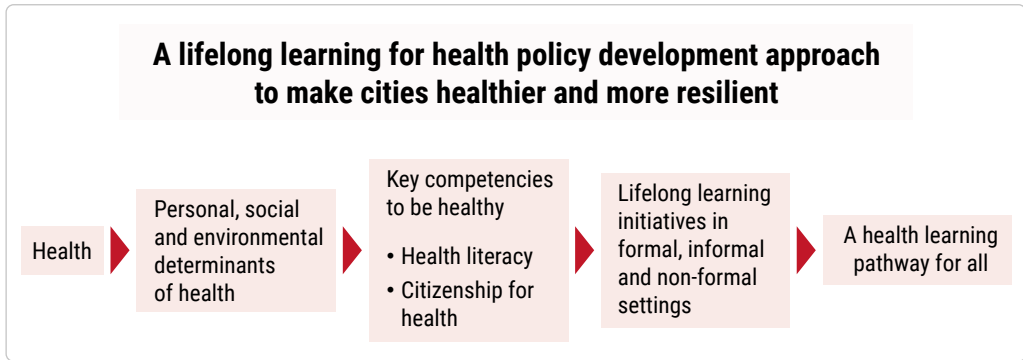 A lifelong learning for health policy development approach
to make cities healthier and more resilient
Health
Personal, social
and environmental
determinants
of health
Key competencies
to be healthy
• Health literacy
• Citizenship for
health
Lifelong learning
initiatives in
formal, informal
and non-formal
settings
A health learning
pathway for all